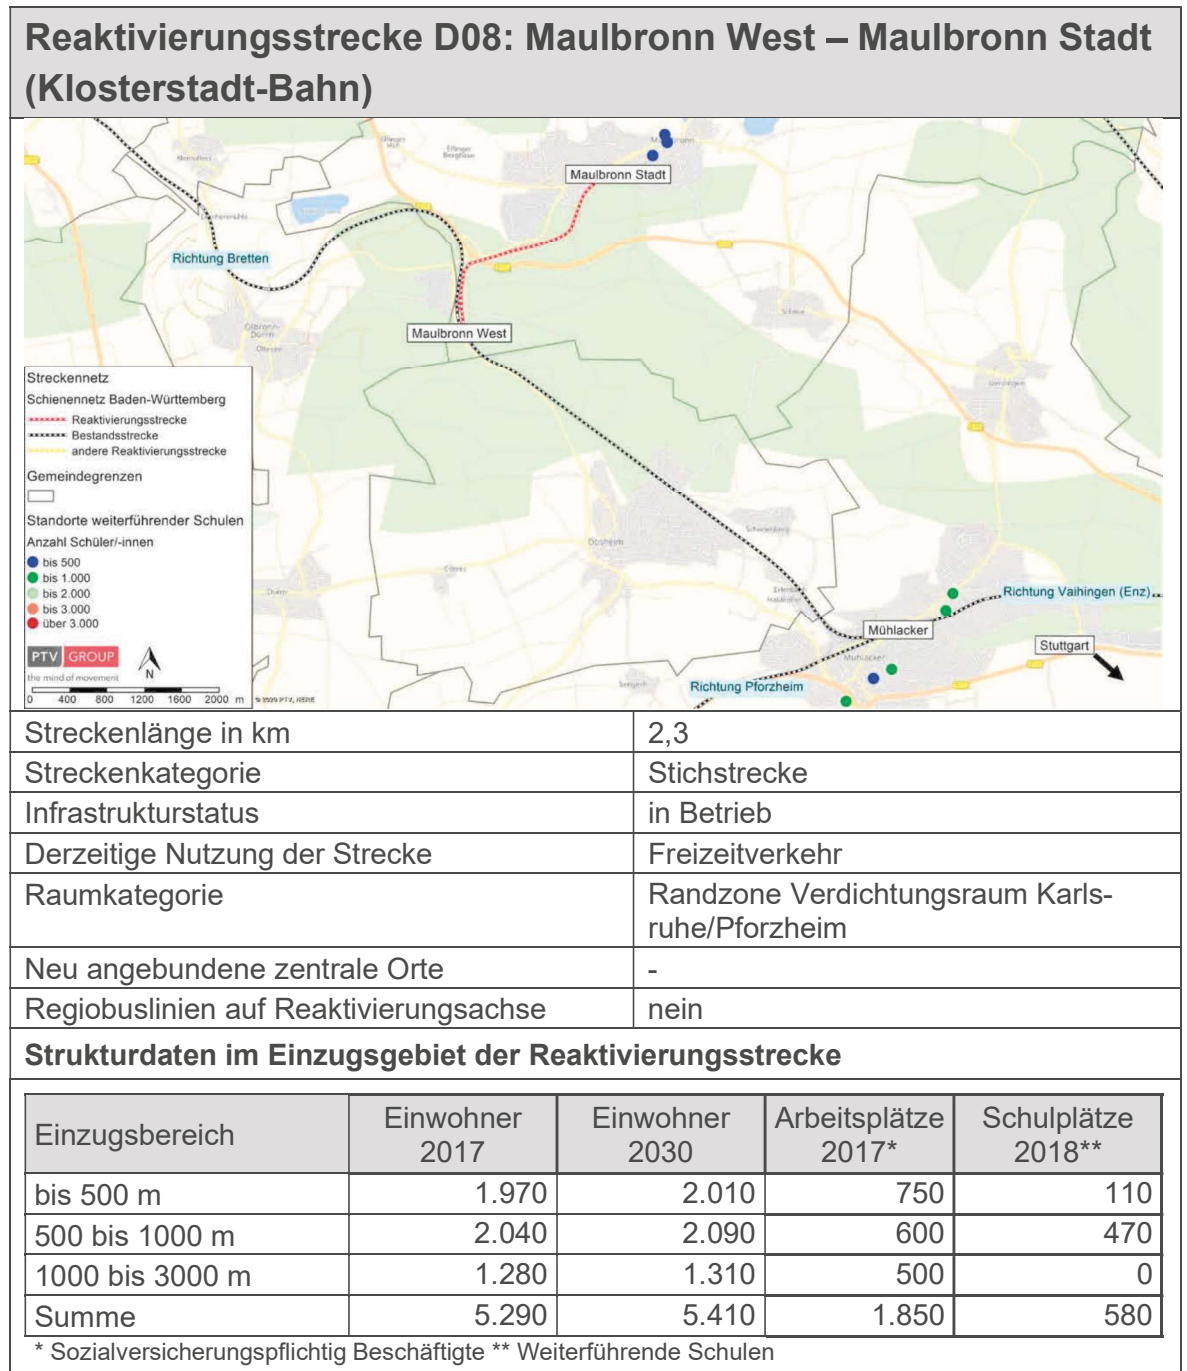 Reaktivierungsstrecke D08: Maulbronn West – Maulbronn Stadt
(Klosterstadt-Bahn)
Maulbronn Stadt
Richtung Bretten
Maulbronn West
Ölbronn-
Dürrn
Ötisheim
Richtung Vaihingen (Enz)
Mühlacker
Stuttgart
Mühlacker
Richtung Pforzheim
Streckennetz
Schienennetz Baden-Württemberg
Reaktivierungsstrecke
Bestandsstrecke
andere Reaktivierungsstrecke
Gemeindegrenzen
Standorte weiterführender Schulen
Anzahl Schüler/-innen
bis 500
bis 1.000
bis 2.000
bis 3.000
über 3.000
PTV GROUP
the mind of movement
N
0 400 800 1200 1600 2000 m
Streckenlänge in km 2,3
Streckenkategorie Stichstrecke
Infrastrukturstatus in Betrieb
Derzeitige Nutzung der Strecke Freizeitverkehr
Raumkategorie Randzone Verdichtungsraum Karls-
ruhe/Pforzheim
Neu angebundene zentrale Orte -
Regiobuslinien auf Reaktivierungsachse nein
Strukturdaten im Einzugsgebiet der Reaktivierungsstrecke
Einzugsbereich Einwohner 2017 Einwohner 2030 Arbeitsplätze 2017* Schulplätze 2018**
bis 500 m 1.970 2.010 750 110
500 bis 1000 m 2.040 2.090 600 470
1000 bis 3000 m 1.280 1.310 500 0
Summe 5.290 5.410 1.850 580
* Sozialversicherungspflichtig Beschäftigte ** Weiterführende Schulen